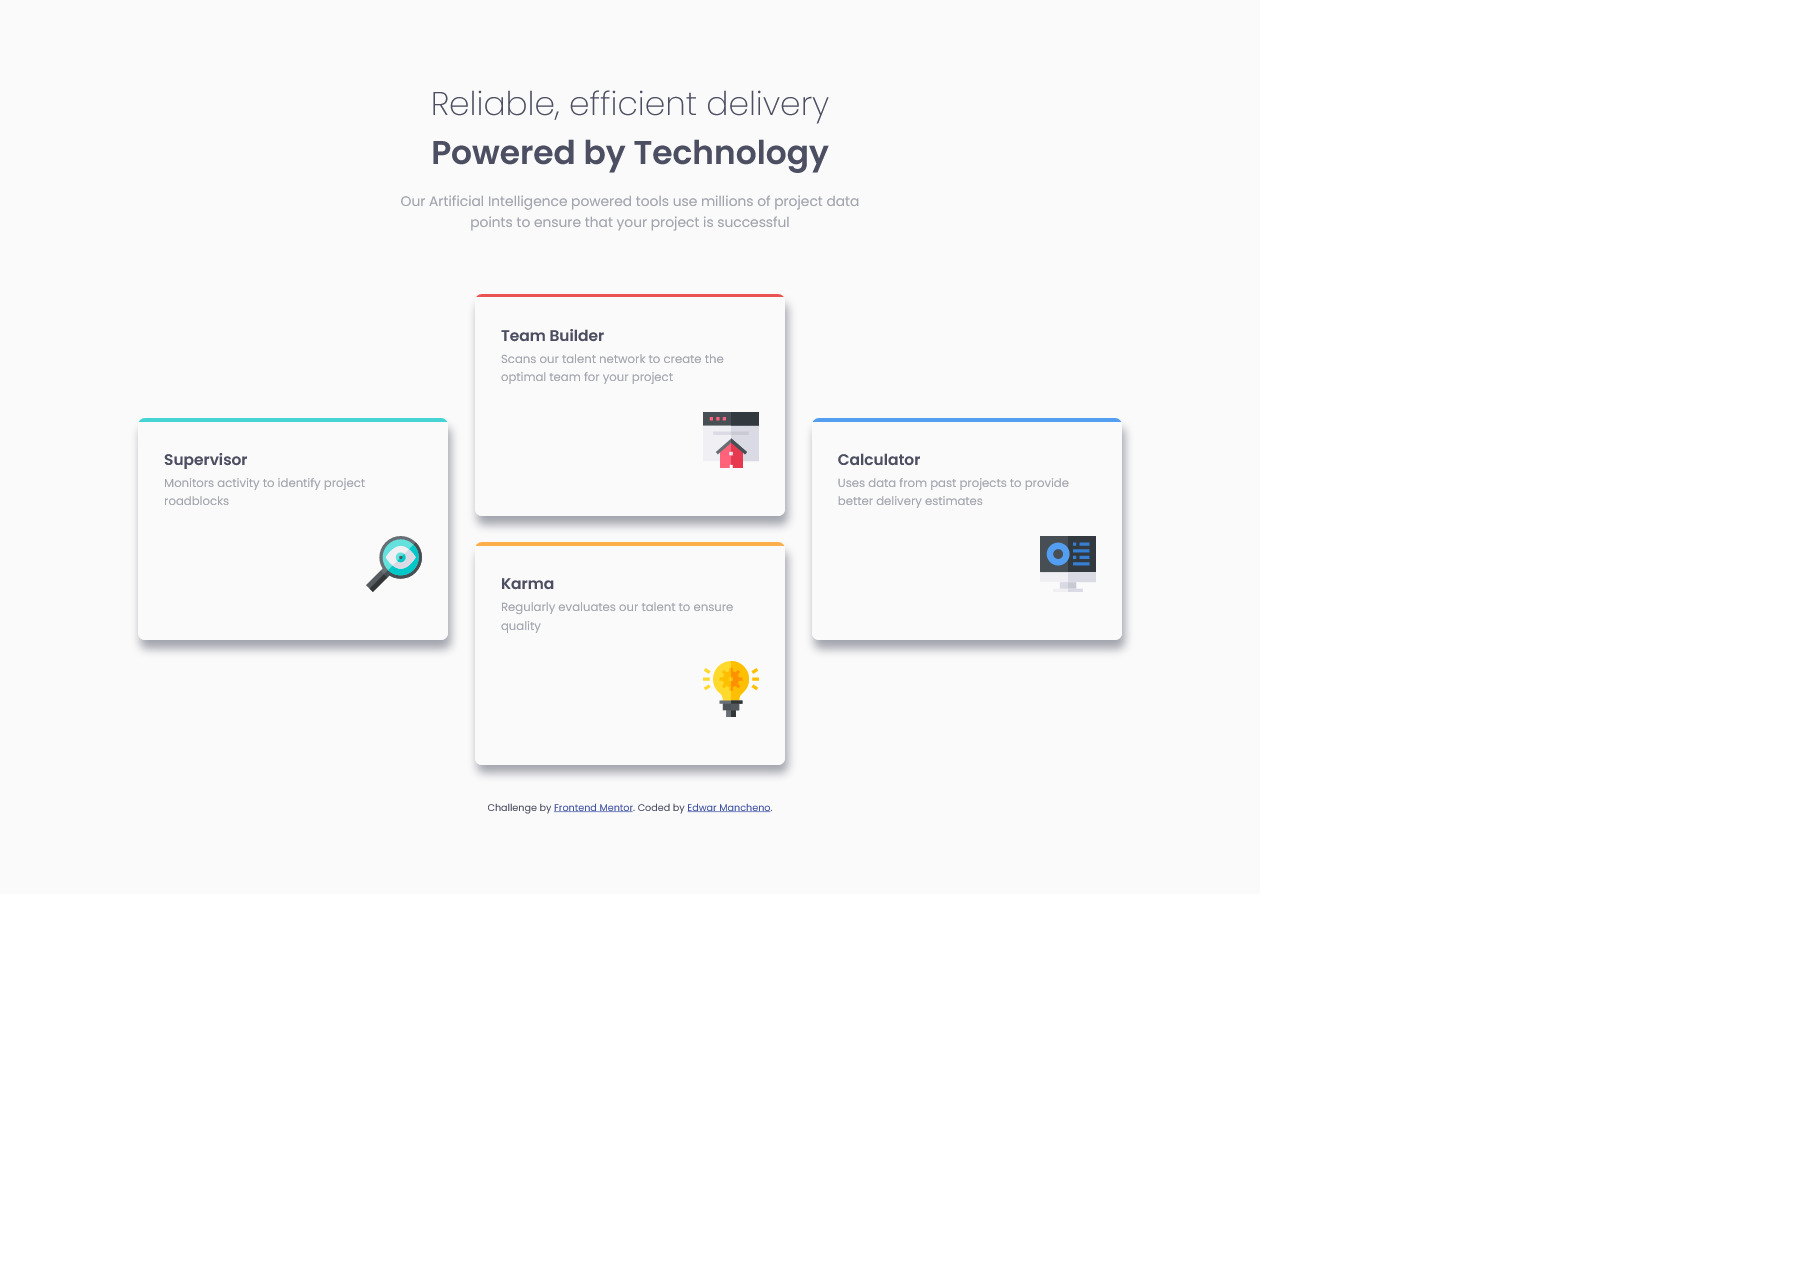 Reliable, efficient delivery
Powered by Technology
Our Artificial Intelligence powered tools use millions of project data
points to ensure that your project is successful
Supervisor
Monitors activity to identify project
roadblocks
Team Builder
Scans our talent network to create the
optimal team for your project
Karma
Regularly evaluates our talent to ensure
quality
Calculator
Uses data from past projects to provide
better delivery estimates
Challenge by Frontend Mentor. Coded by Edwar Mancheno.